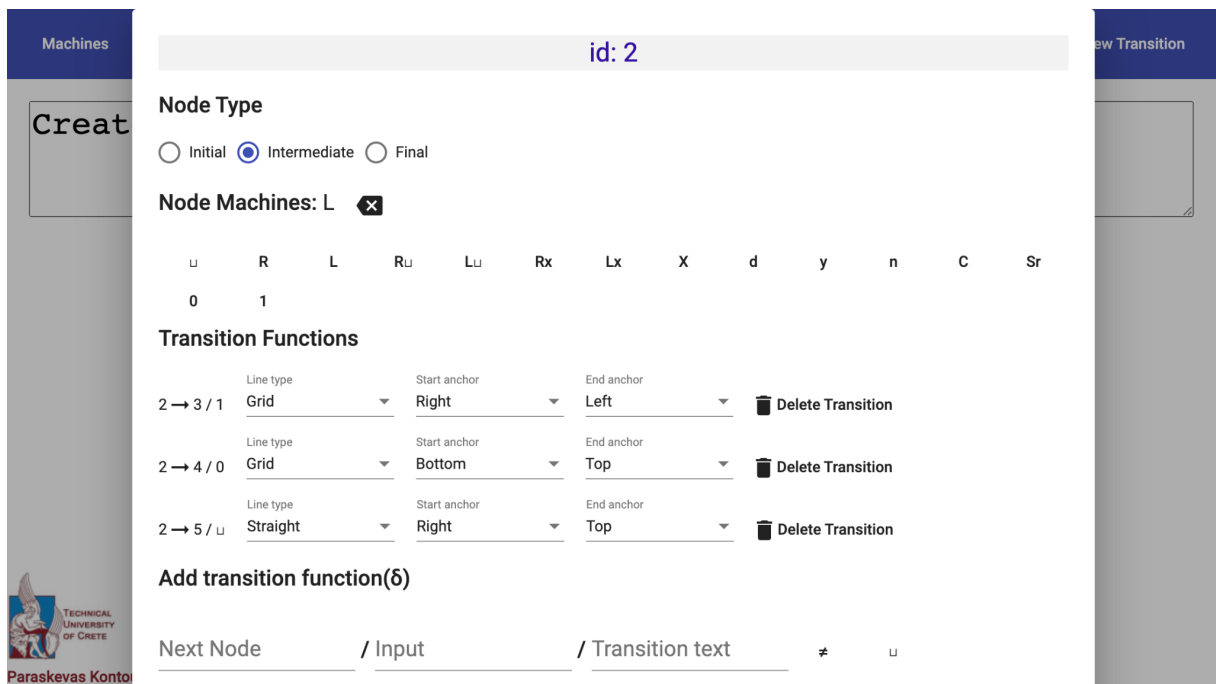 Machines
ew Transition
id: 2
Creat
Node Type
Initial Intermediate Final
Node Machines: L
⊔ R L R⊔ L⊔ Rx Lx X d y n C Sr
0 1
Transition Functions
Line type Start anchor End anchor
2 → 3 / 1 Grid Right Left Delete Transition
Line type Start anchor End anchor
2 → 4 / 0 Grid Bottom Top Delete Transition
Line type Start anchor End anchor
2 → 5 / ⊔ Straight Right Top Delete Transition
Add transition function(δ)
Next Node / Input / Transition text ≠ ⊔
TECHNICAL
UNIVERSITY
OF CRETE
Paraskevas Konto